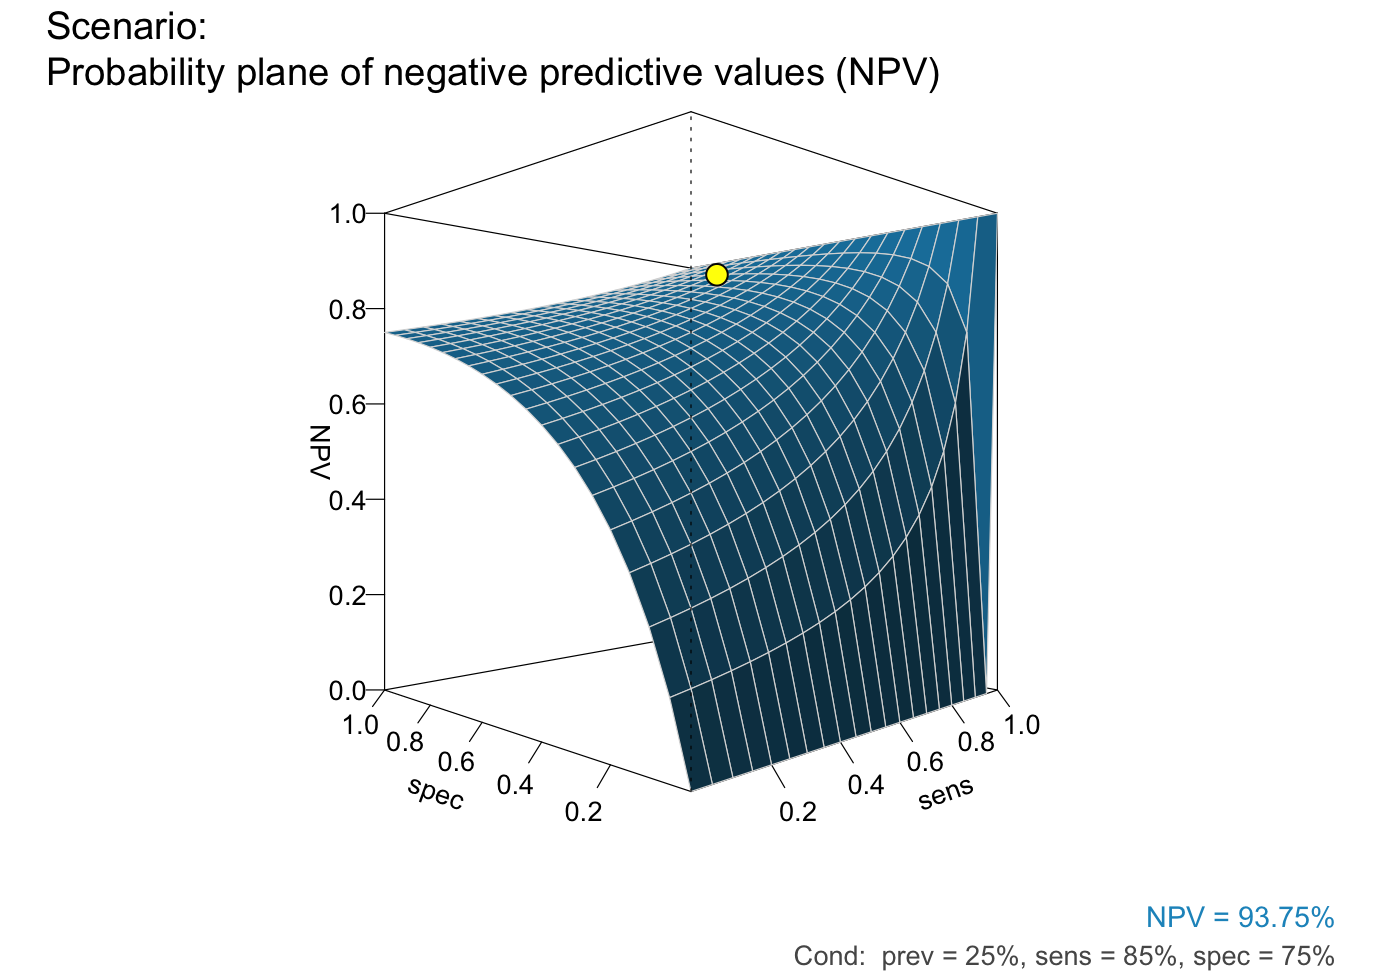 Scenario:
Probability plane of negative predictive values (NPV)
1.0
0.8
0.6
0.4
0.2
0.0
NPV
1.0
0.8
0.6
0.4
0.2
spec
0.2
0.4
0.6
0.8
1.0
sens
NPV = 93.75%
Cond:  prev = 25%, sens = 85%, spec = 75%